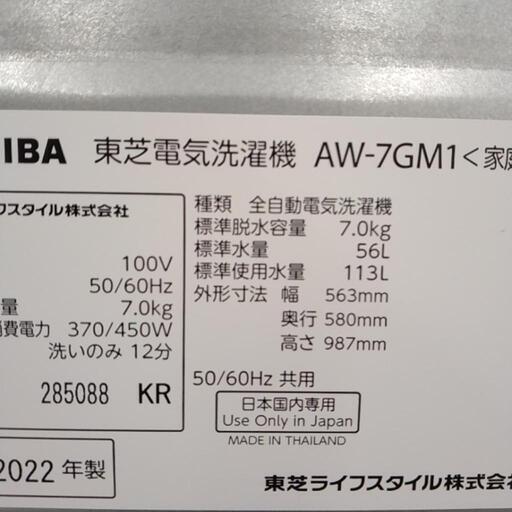 IBA 東芝電気洗濯機 AW-7GM1<家庭
フスタイル株式会社
100V
50/60Hz
量 7.0kg
消費電力 370/450W
洗いのみ 12分
285088 KR
2022 年製
種類 全自動電気洗濯機
標準脱水容量 7.0kg
標準水量 56L
標準使用水量 113L
外形寸法 幅 563mm
奥行 580mm
高さ 987mm
50/60Hz 共用
日本国内専用
Use Only in Japan
MADE IN THAILAND
東芝ライフスタイル株式会